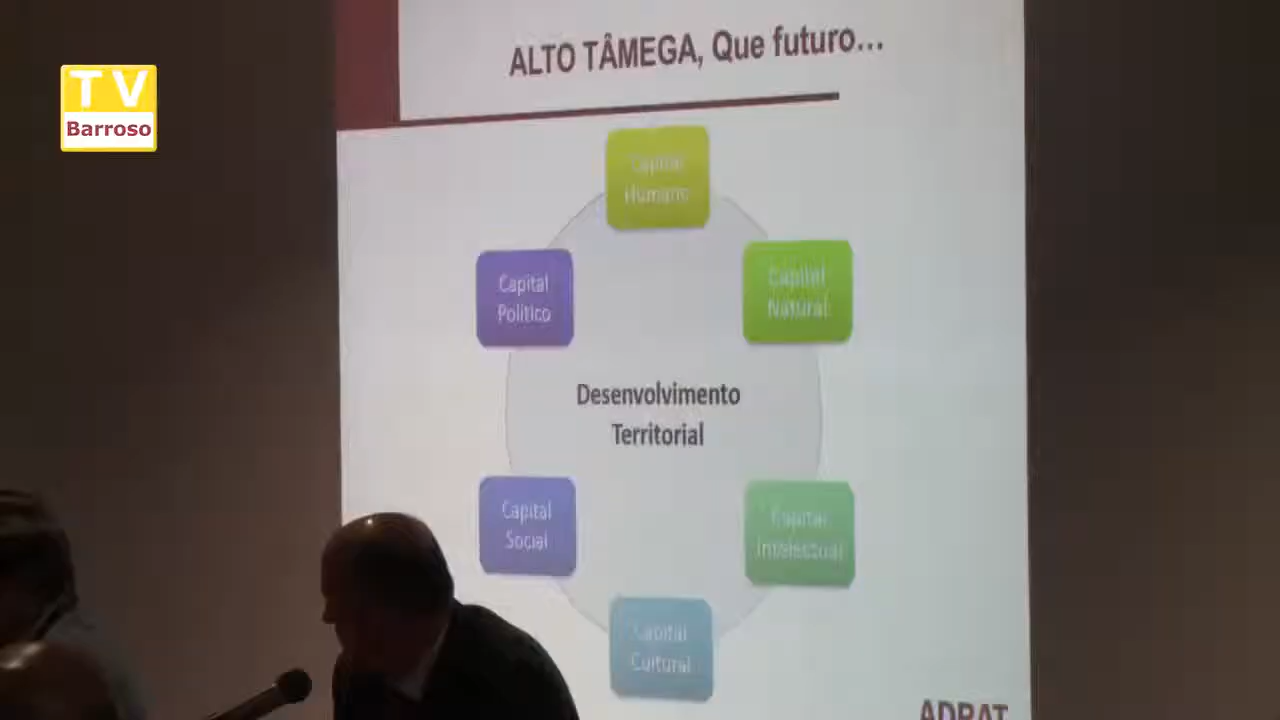 TV
Barroso
ALTO TÂMEGA, Que futuro...
Capital
Humano
Capital
Natural
Capital
Intelectual
Capital
Cultural
Capital
Social
Capital
Político
Desenvolvimento
Territorial
ADRAT